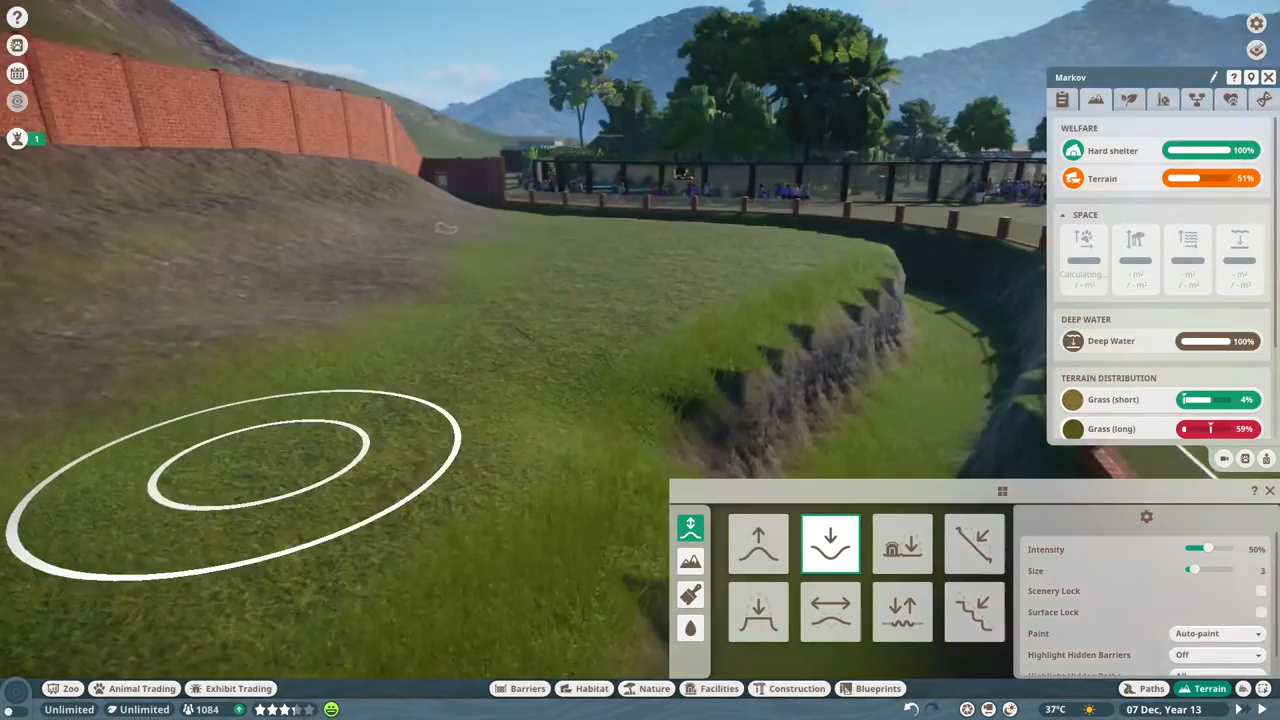 ?
1
Markov
?
WELFARE
Hard shelter 100%
Terrain 51%
SPACE
Calculating... - m² - m² - m²
/ - m² / - m² / - m² / - m²
DEEP WATER
Deep Water 100%
TERRAIN DISTRIBUTION
Grass (short) 4%
Grass (long) 59%
?
Intensity 50%
Size 3
Scenery Lock
Surface Lock
Paint Auto-paint
Highlight Hidden Barriers Off
Zoo Animal Trading Exhibit Trading Barriers Habitat Nature Facilities Construction Blueprints Paths Terrain
Unlimited Unlimited 1084 37°C 07 Dec, Year 13